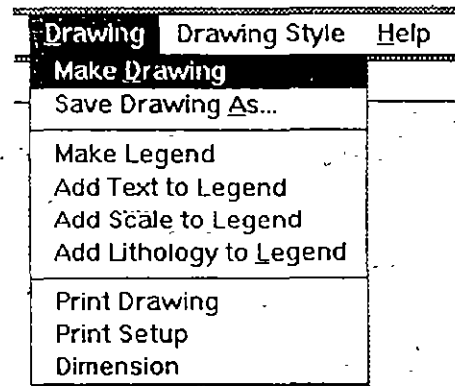 Drawing Drawing Style Help
Make Drawing
Save Drawing As...
Make Legend
Add Text to Legend
Add Scale to Legend
Add Lithology to Legend
Print Drawing
Print Setup
Dimension